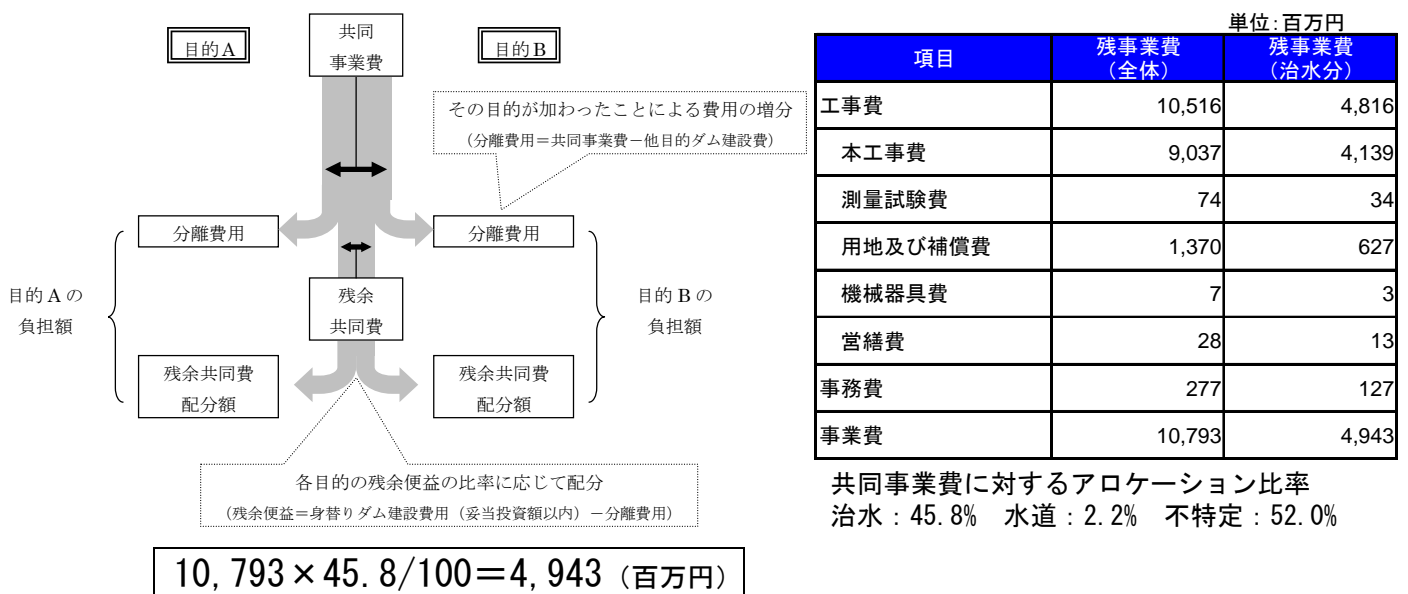 目的A
共同
事業費
目的B
その目的が加わったことによる費用の増分
(分離費用＝共同事業費－他目的ダム建設費)
分離費用
分離費用
目的Aの
負担額
残余
共同費
目的Bの
負担額
残余共同費
配分額
残余共同費
配分額
各目的の残余便益の比率に応じて配分
(残余便益＝身替りダム建設費用（妥当投資額以内）－分離費用)
10,793×45.8/100＝4,943（百万円）
単位：百万円
項目 残事業費（全体） 残事業費（治水分）
工事費 10,516 4,816
本工事費 9,037 4,139
測量試験費 74 34
用地及び補償費 1,370 627
機械器具費 7 3
営繕費 28 13
事務費 277 127
事業費 10,793 4,943
共同事業費に対するアロケーション比率
治水：45.8% 水道：2.2% 不特定：52.0%